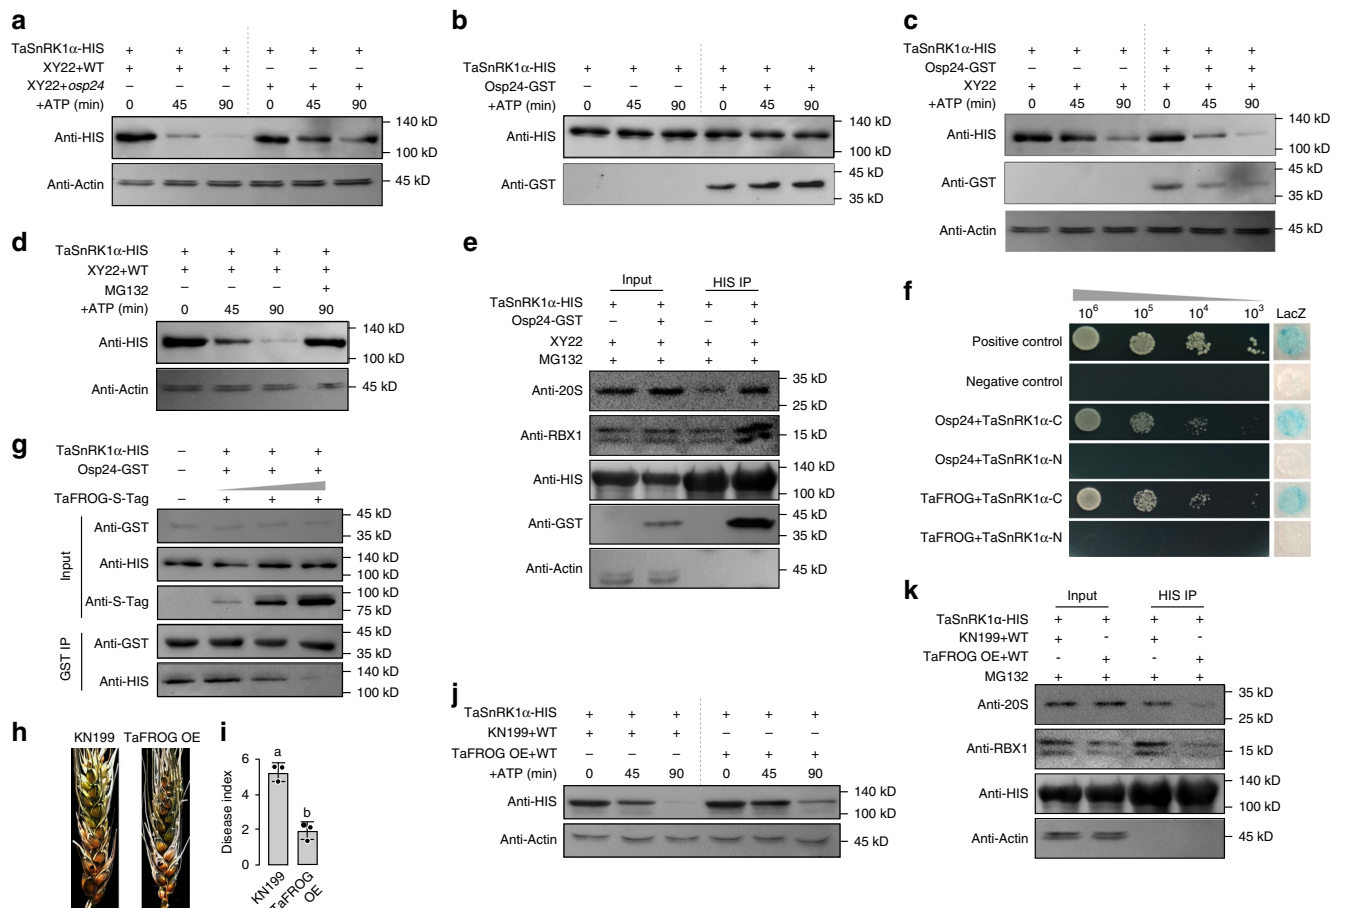 a
TaSnRK1α-HIS + + + + + +
XY22+WT + + + – – –
XY22+osp24 – – – + + +
+ATP (min) 0 45 90 0 45 90
Anti-HIS
140 kD
100 kD
Anti-Actin
45 kD
b
TaSnRK1α-HIS + + + + + +
Osp24-GST – – – + + +
+ATP (min) 0 45 90 0 45 90
Anti-HIS
140 kD
100 kD
Anti-GST
45 kD
35 kD
c
TaSnRK1α-HIS + + + + + +
Osp24-GST – – – + + +
XY22 + + + + + +
+ATP (min) 0 45 90 0 45 90
Anti-HIS
140 kD
100 kD
Anti-GST
45 kD
35 kD
Anti-Actin
45 kD
d
TaSnRK1α-HIS + + + +
XY22+WT + + + +
MG132 – – – +
+ATP (min) 0 45 90 90
Anti-HIS
140 kD
100 kD
Anti-Actin
45 kD
e
Input HIS IP
TaSnRK1α-HIS + + + +
Osp24-GST – + – +
XY22 + + + +
MG132 + + + +
Anti-20S
35 kD
25 kD
Anti-RBX1
15 kD
Anti-HIS
140 kD
100 kD
Anti-GST
45 kD
35 kD
Anti-Actin
45 kD
f
10⁶ 10⁵ 10⁴ 10³ LacZ
Positive control
Negative control
Osp24+TaSnRK1α-C
Osp24+TaSnRK1α-N
TaFROG+TaSnRK1α-C
TaFROG+TaSnRK1α-N
g
TaSnRK1α-HIS – + + +
Osp24-GST – + + +
TaFROG-S-Tag – + + +
Input
Anti-GST
45 kD
35 kD
Anti-HIS
140 kD
100 kD
Anti-S-Tag
100 kD
75 kD
GST IP
Anti-GST
45 kD
35 kD
Anti-HIS
140 kD
100 kD
h
KN199 TaFROG OE
i
Disease index
6
4
2
0
a
b
KN199
TaFROG
OE
j
TaSnRK1α-HIS + + + + + +
KN199+WT + + + – – –
TaFROG OE+WT – – – + + +
+ATP (min) 0 45 90 0 45 90
Anti-HIS
140 kD
100 kD
Anti-Actin
45 kD
k
Input HIS IP
TaSnRK1α-HIS + + + +
KN199+WT + - + -
TaFROG OE+WT - + - +
MG132 + + + +
Anti-20S
35 kD
25 kD
Anti-RBX1
15 kD
Anti-HIS
140 kD
100 kD
Anti-Actin
45 kD